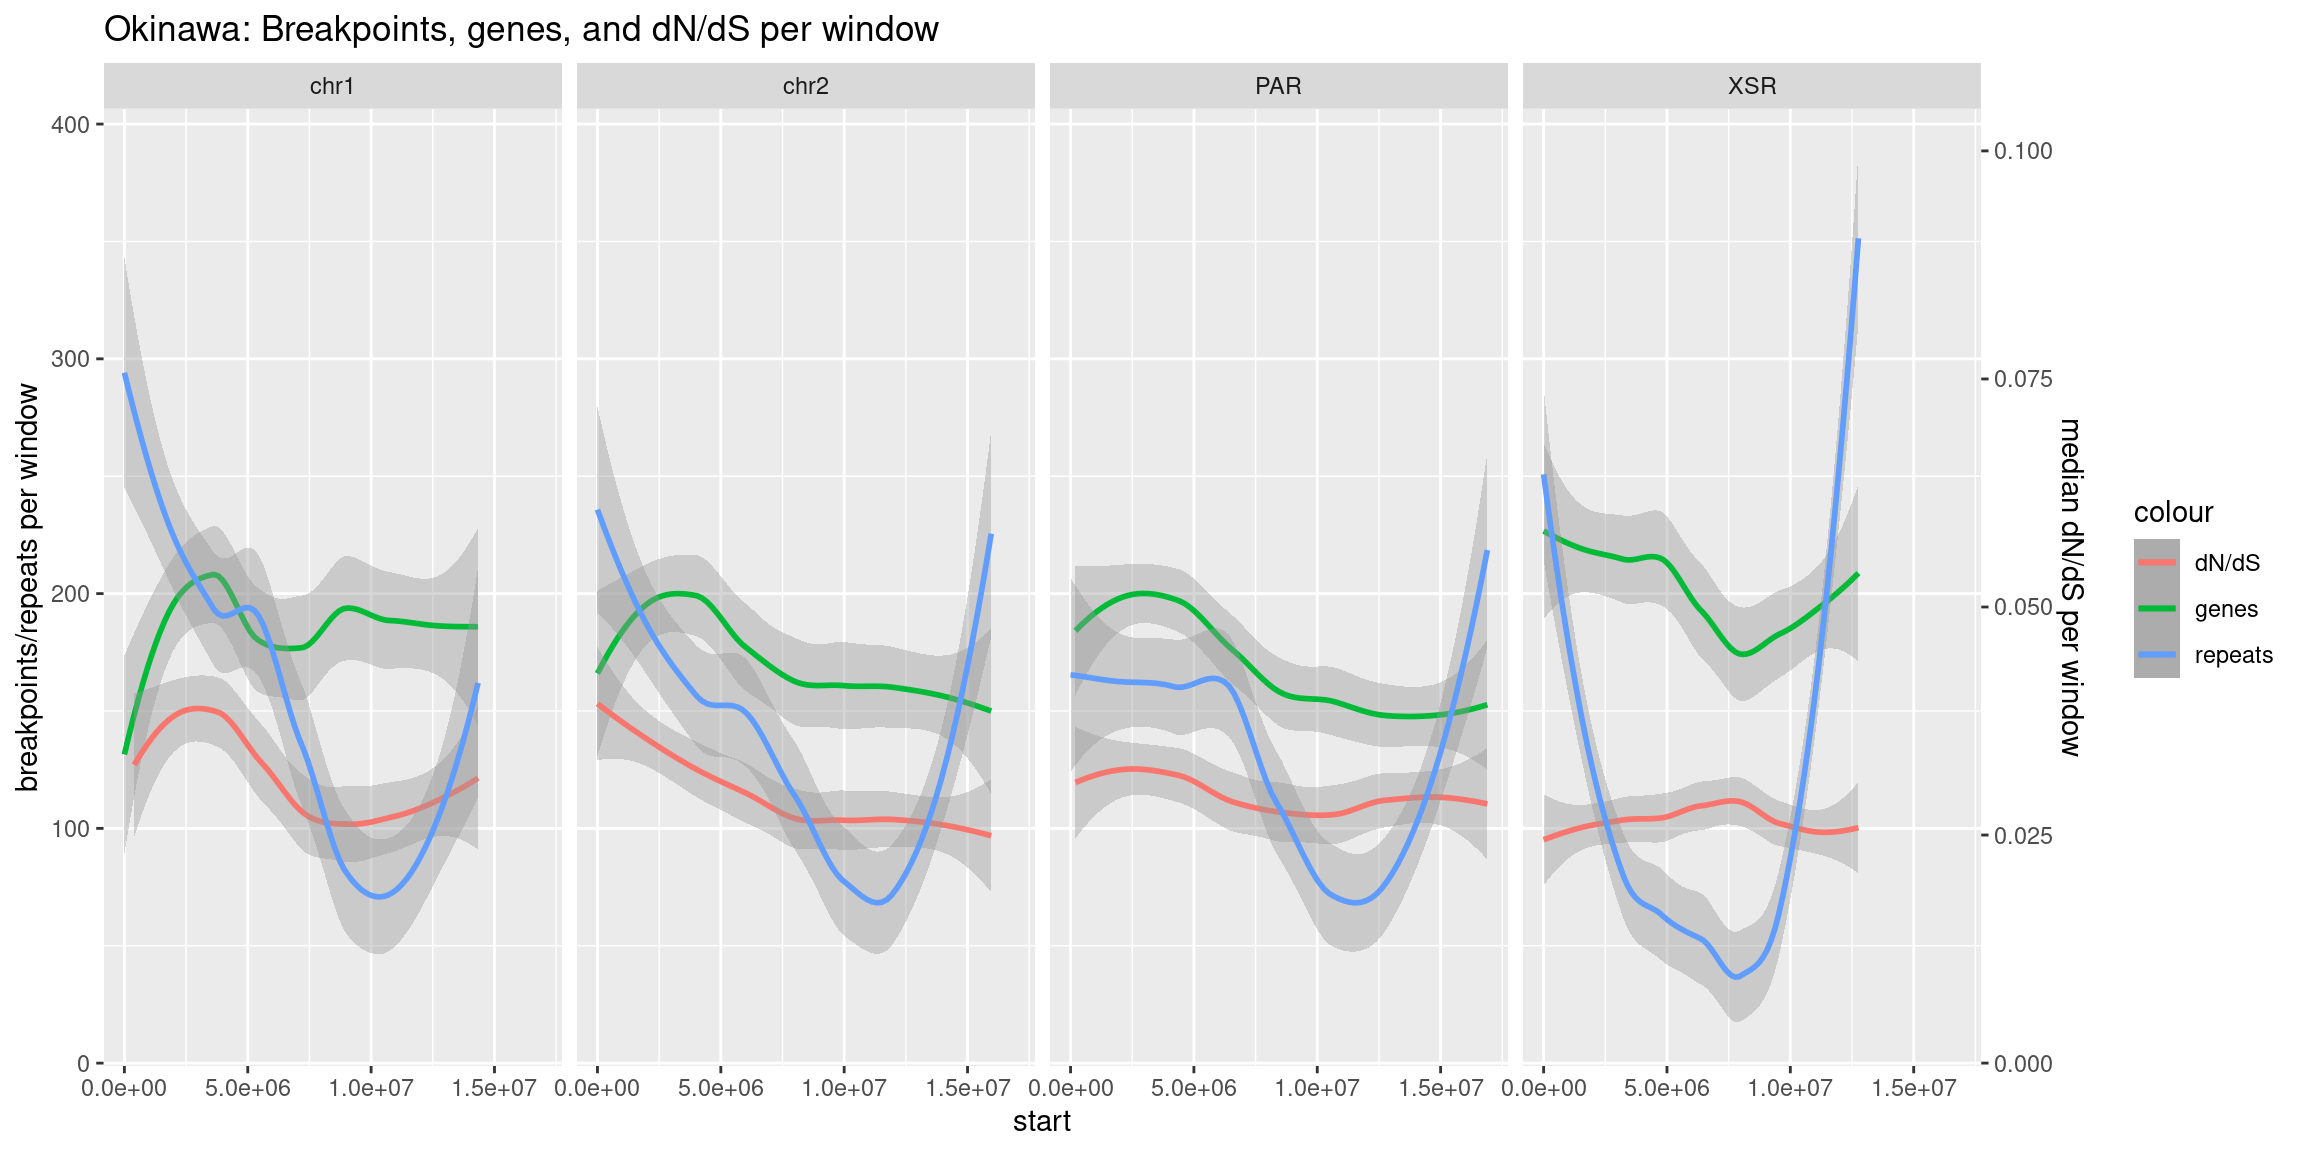 Okinawa: Breakpoints, genes, and dN/dS per window
chr1
chr2
PAR
XSR
breakpoints/repeats per window
400
300
200
100
0
0.100
0.075
0.050
0.025
0.000
median dN/dS per window
0.0e+00 5.0e+06 1.0e+07 1.5e+07
0.0e+00 5.0e+06 1.0e+07 1.5e+07
0.0e+00 5.0e+06 1.0e+07 1.5e+07
0.0e+00 5.0e+06 1.0e+07 1.5e+07
start
colour
dN/dS
genes
repeats